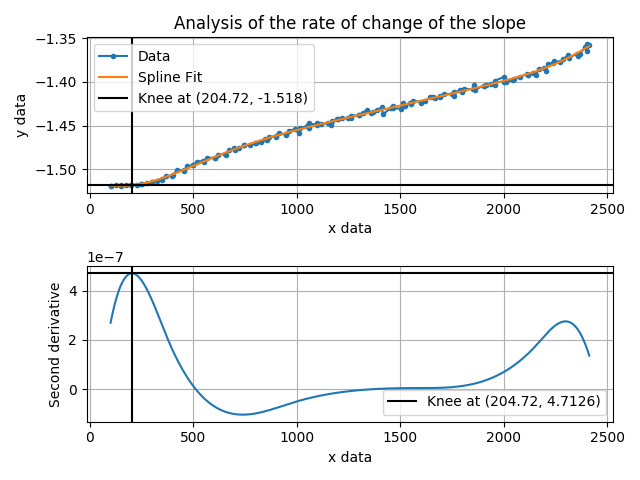 Analysis of the rate of change of the slope
−1.35
−1.40
−1.45
−1.50
y data
Data
Spline Fit
Knee at (204.72, -1.518)
0
500
1000
1500
2000
2500
x data
1e−7
4
2
0
Second derivative
Knee at (204.72, 4.7126)
0
500
1000
1500
2000
2500
x data